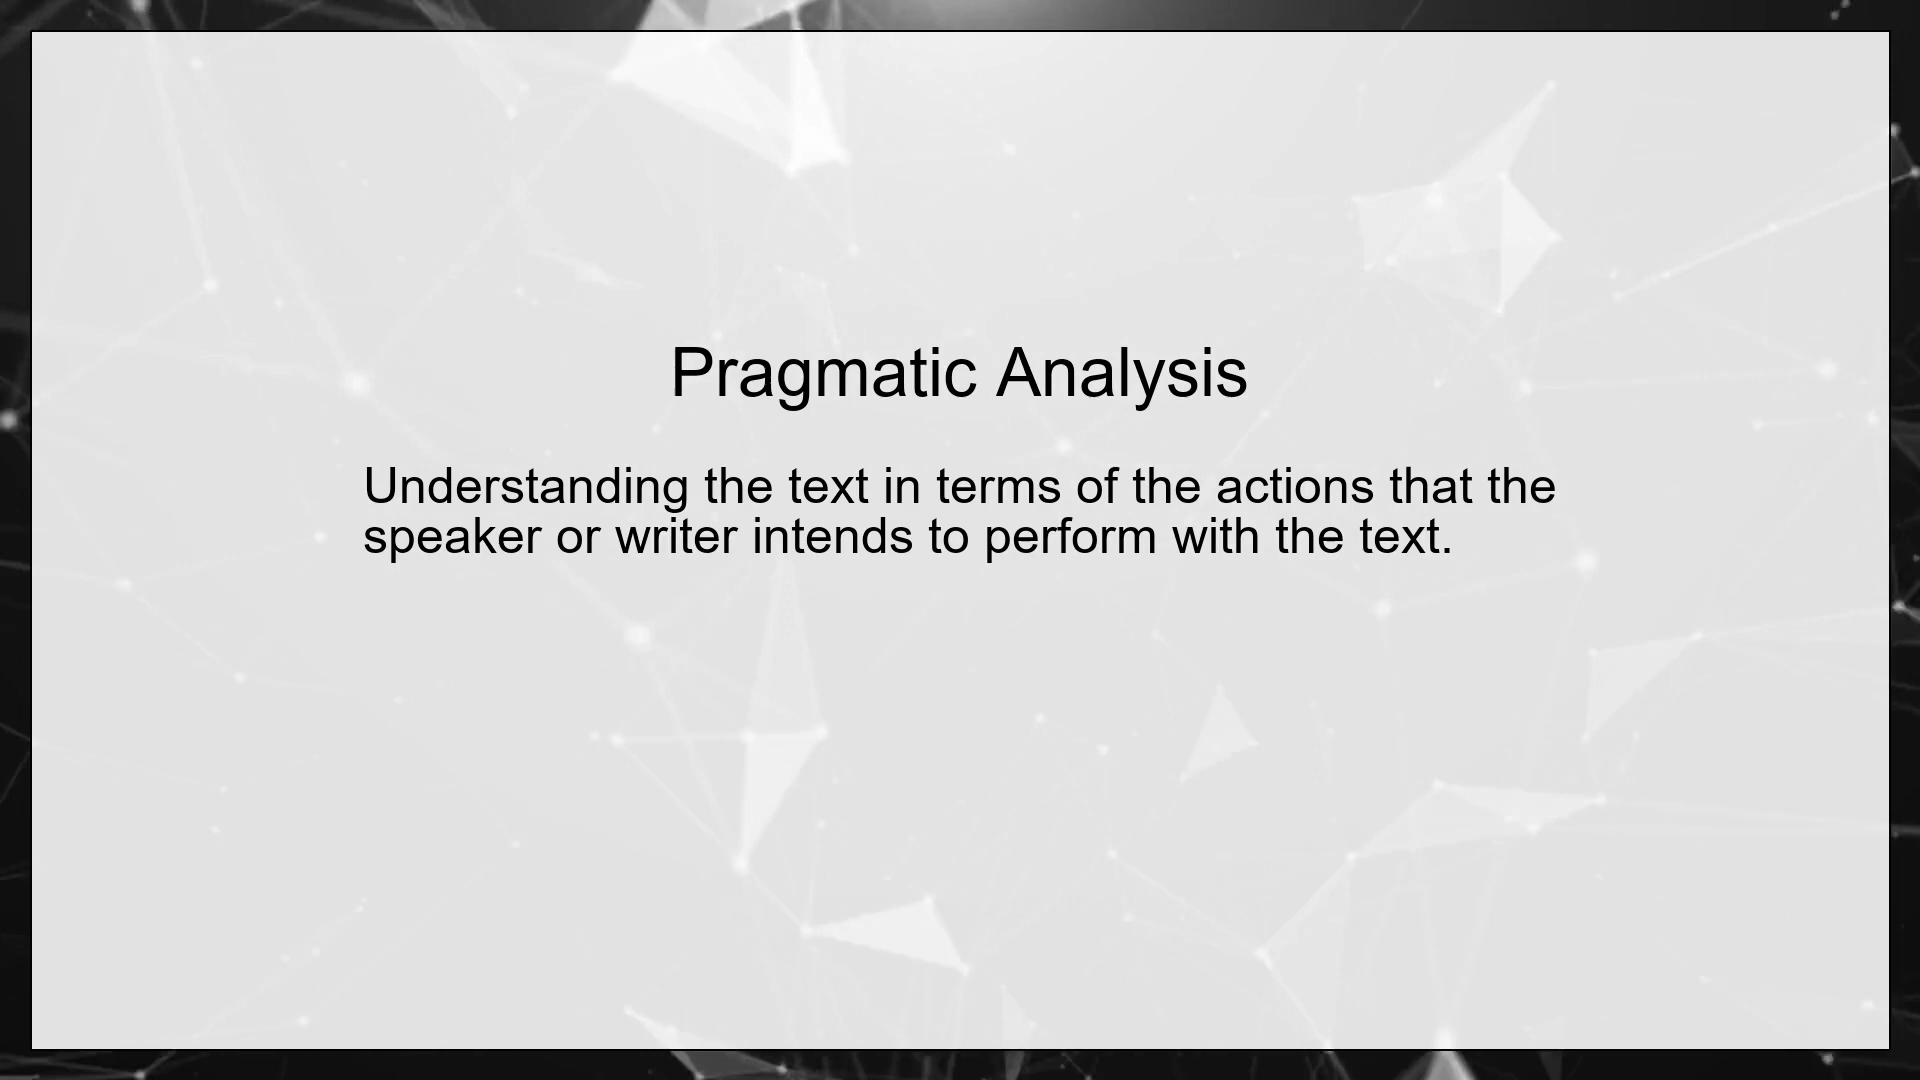 Pragmatic Analysis
Understanding the text in terms of the actions that the
speaker or writer intends to perform with the text.